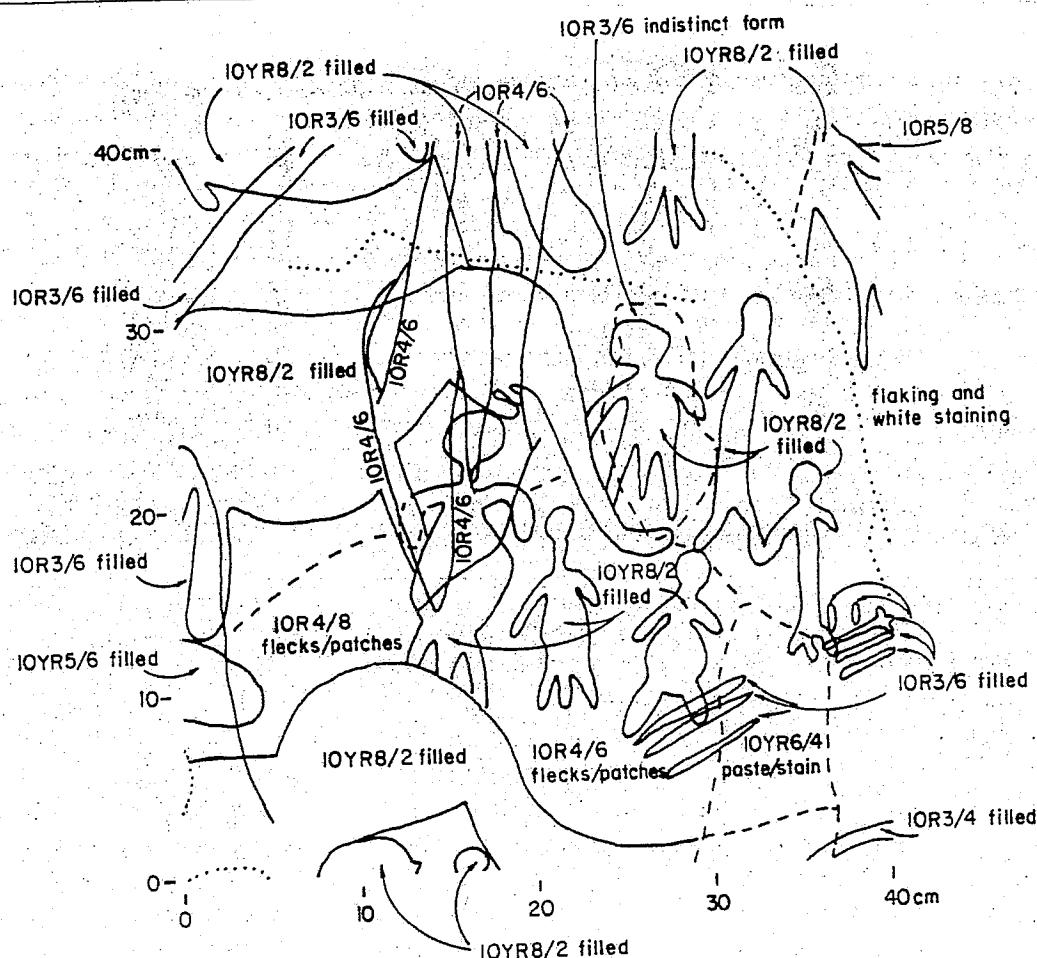 10R3/6 indistinct form
10YR8/2 filled
10YR8/2 filled
10R4/6
10R3/6 filled
10R5/8
40cm
10R3/6 filled
30
10R4/6
10YR8/2 filled
flaking and
white staining
10YR8/2
filled
10R4/6
20
10R4/6
10R3/6 filled
10YR8/2
filled
10R4/8
flecks/patches
10YR5/6 filled
10R3/6 filled
10
10YR8/2 filled
10R4/6
flecks/patches
10YR6/4
paste/stain
10R3/4 filled
0
0
10
20
30
40cm
10YR8/2 filled